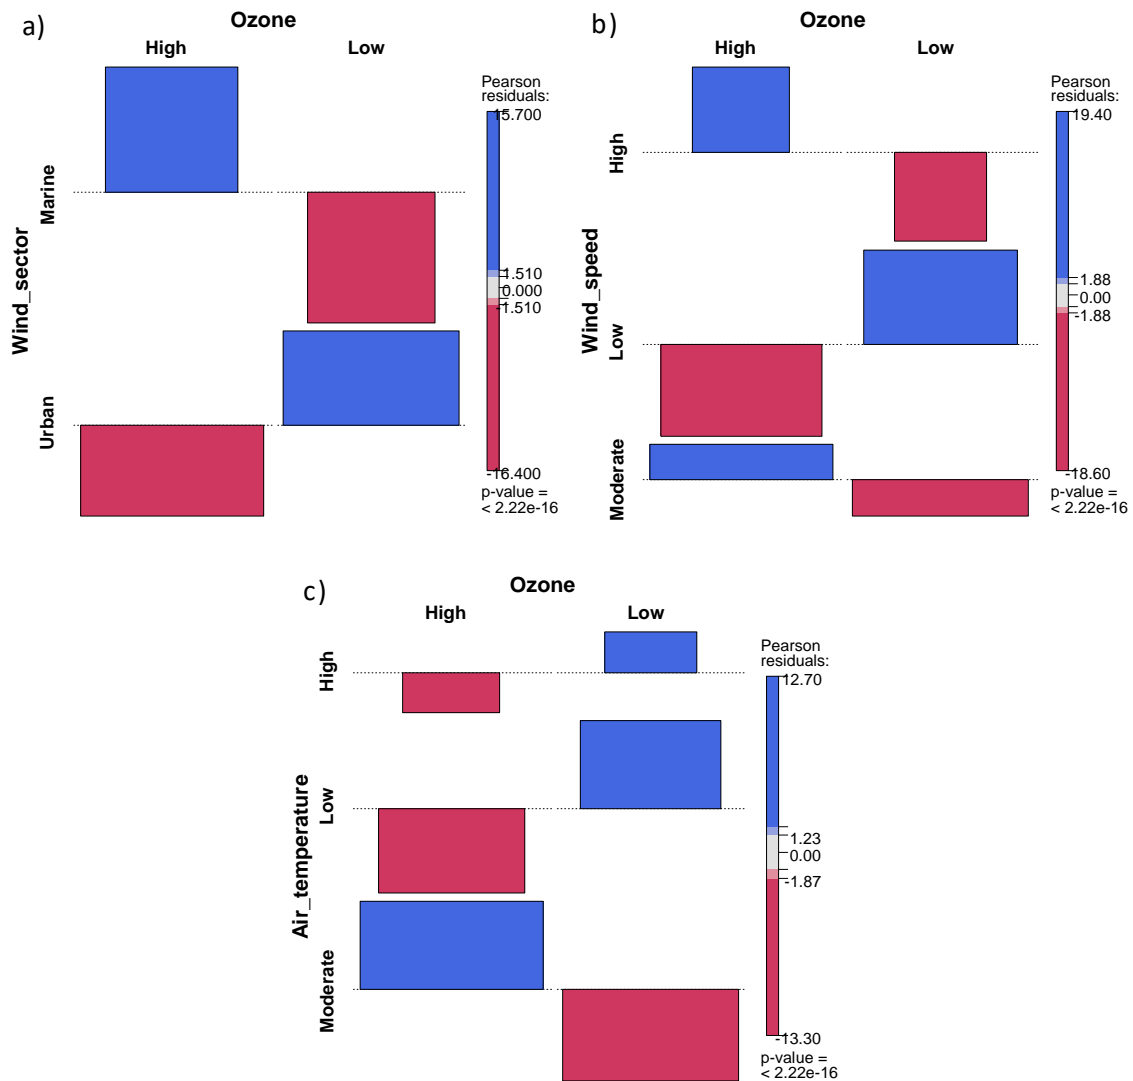 a)
Ozone
High
Low
Wind_sector
Marine
Urban
Pearson
residuals:
15.700
1.510
0.000
-1.510
-16.400
p-value =
< 2.22e-16
b)
Ozone
High
Low
Wind_speed
High
Low
Moderate
Pearson
residuals:
19.40
1.88
0.00
-1.88
-18.60
p-value =
< 2.22e-16
c)
Ozone
High
Low
Air_temperature
High
Low
Moderate
Pearson
residuals:
12.70
1.23
0.00
-1.87
-13.30
p-value =
< 2.22e-16